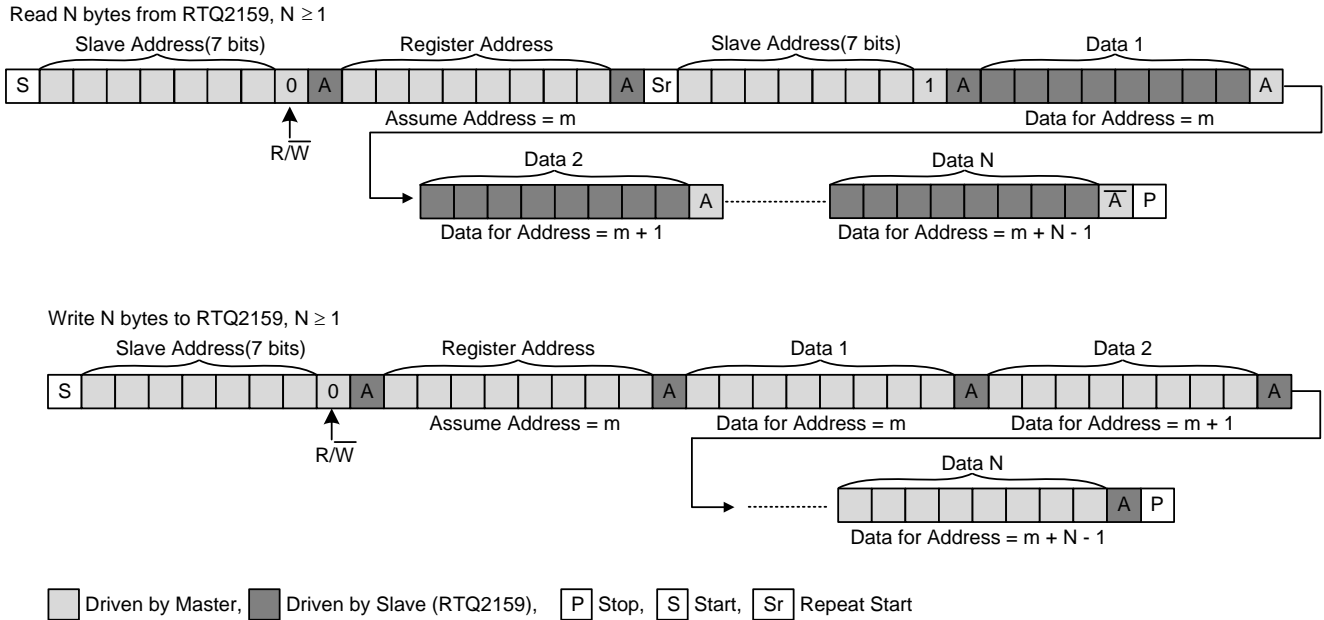 Read N bytes from RTQ2159, N ≥ 1
Slave Address(7 bits) Register Address Slave Address(7 bits) Data 1
S 0 A A Sr 1 A A
Assume Address = m Data for Address = m
R/W̅
Data 2 Data N
A A̅ P
Data for Address = m + 1 Data for Address = m + N - 1
Write N bytes to RTQ2159, N ≥ 1
Slave Address(7 bits) Register Address Data 1 Data 2
S 0 A A A A
Assume Address = m Data for Address = m Data for Address = m + 1
R/W̅
Data N
A P
Data for Address = m + N - 1
Driven by Master, Driven by Slave (RTQ2159), P Stop, S Start, Sr Repeat Start